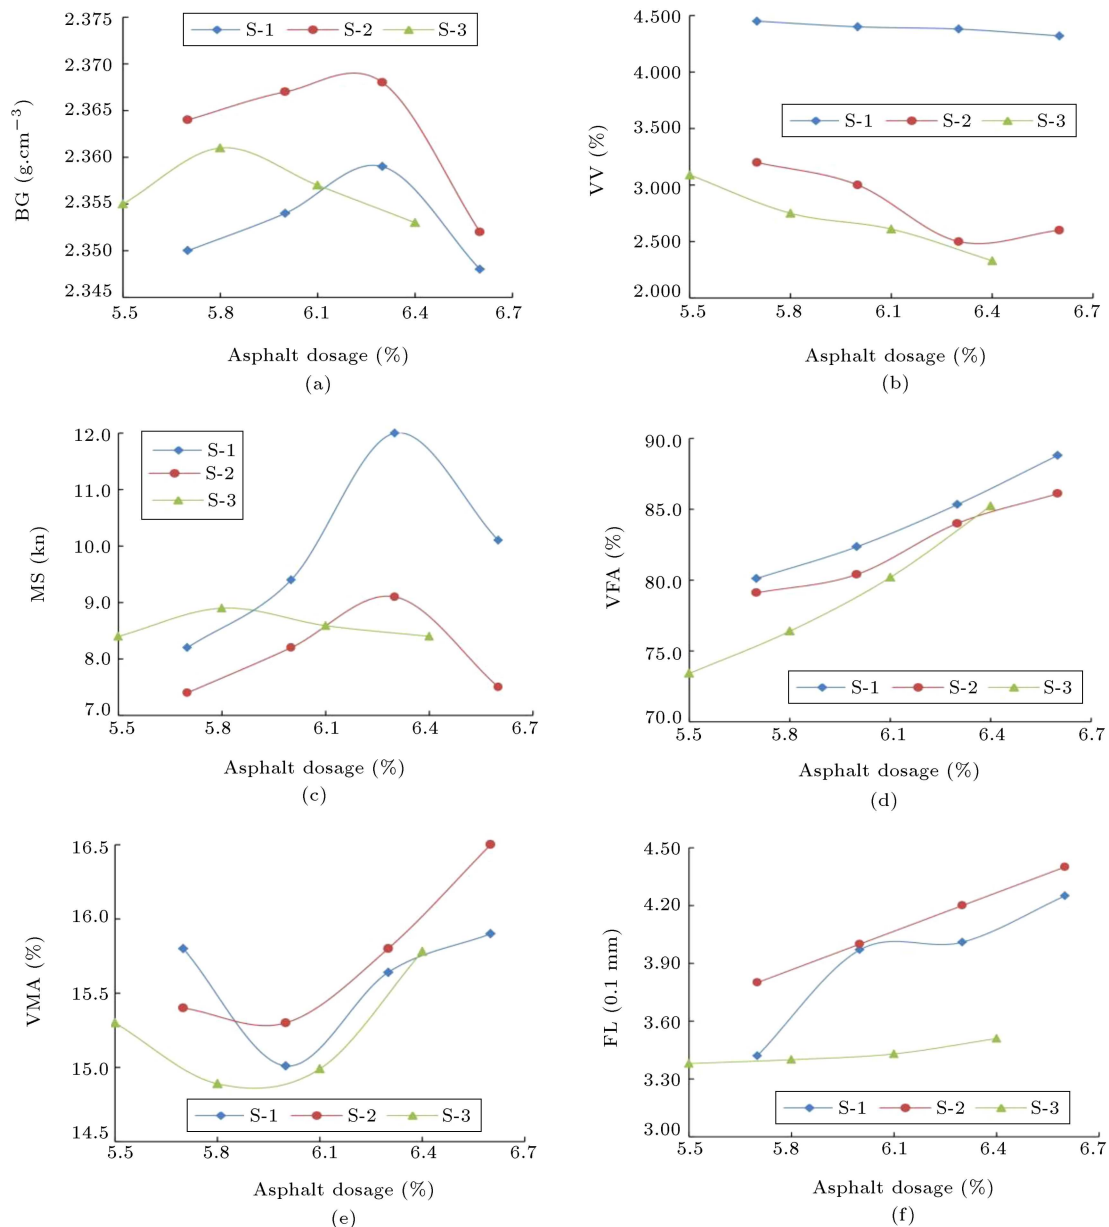 2.375
2.370
2.365
2.360
2.355
2.350
2.345
BG (g.cm−3)
S-1 S-2 S-3
5.5 5.8 6.1 6.4 6.7
Asphalt dosage (%)
(a)
4.500
4.000
3.500
3.000
2.500
2.000
VV (%)
S-1 S-2 S-3
5.5 5.8 6.1 6.4 6.7
Asphalt dosage (%)
(b)
12.0
11.0
10.0
9.0
8.0
7.0
MS (kn)
S-1
S-2
S-3
5.5 5.8 6.1 6.4 6.7
Asphalt dosage (%)
(c)
90.0
85.0
80.0
75.0
70.0
VFA (%)
S-1 S-2 S-3
5.5 5.8 6.1 6.4 6.7
Asphalt dosage (%)
(d)
16.5
16.0
15.5
15.0
14.5
VMA (%)
S-1 S-2 S-3
5.5 5.8 6.1 6.4 6.7
Asphalt dosage (%)
(e)
4.50
4.20
3.90
3.60
3.30
3.00
FL (0.1 mm)
S-1 S-2 S-3
5.5 5.8 6.1 6.4 6.7
Asphalt dosage (%)
(f)